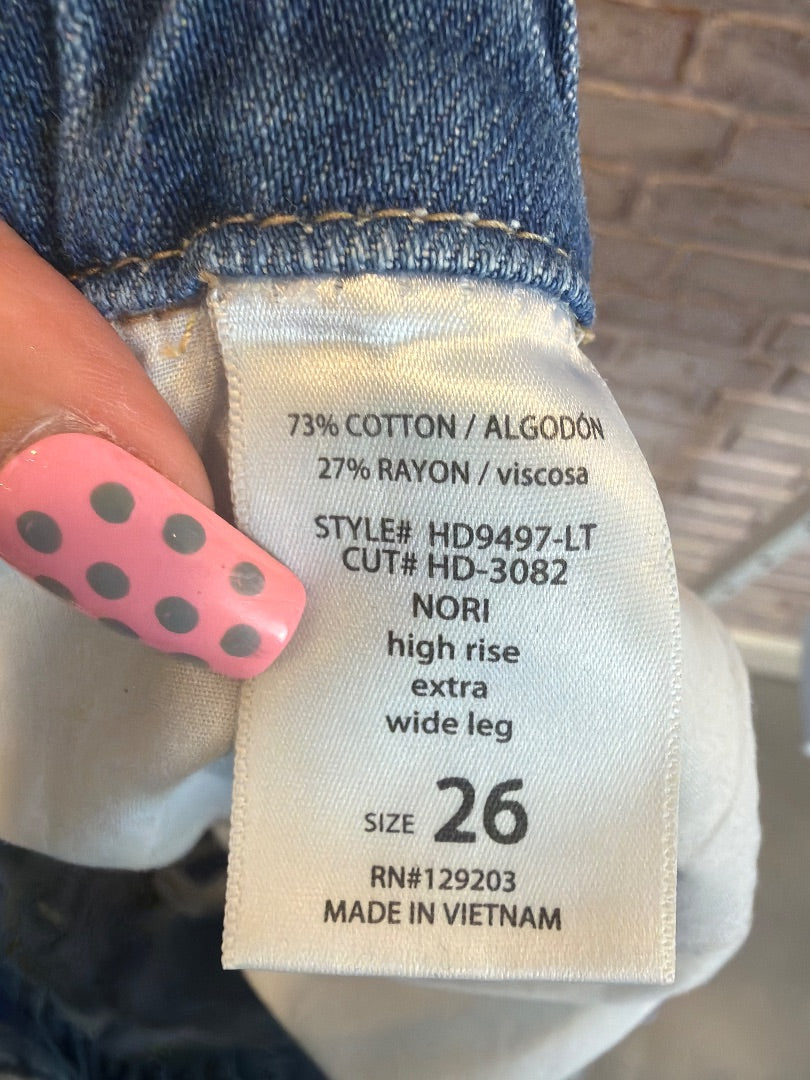 73% COTTON / ALGODÓN
27% RAYON / viscosa
STYLE# HD9497-LT
CUT# HD-3082
NORI
high rise
extra
wide leg
SIZE 26
RN#129203
MADE IN VIETNAM